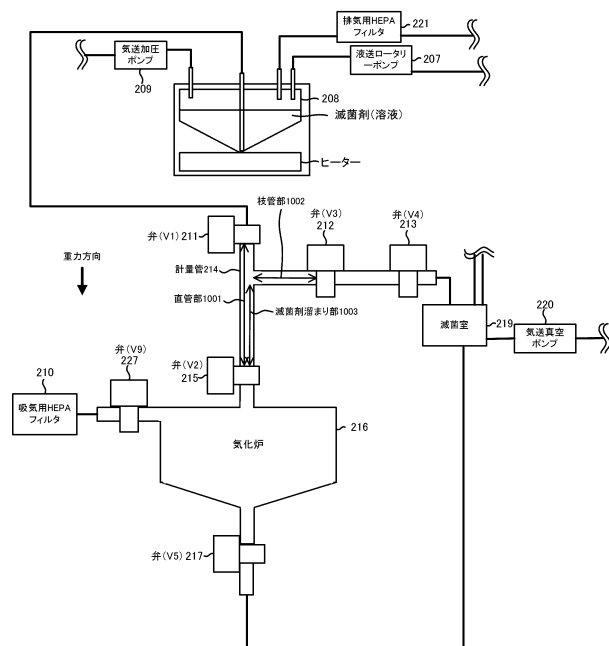 排気用HEPA
フィルタ
221
気送加圧
ポンプ
209
液送ロータリ
ーポンプ
207
208
滅菌剤(溶液)
ヒーター
枝管部1002
弁(V1) 211
弁(V3)
212
弁(V4)
213
重力方向
計量管214
直管部1001
滅菌剤溜まり部1003
滅菌室
219
220
気送真空
ポンプ
弁(V9)
227
弁(V2)
215
210
吸気用HEPA
フィルタ
216
気化炉
弁(V5) 217